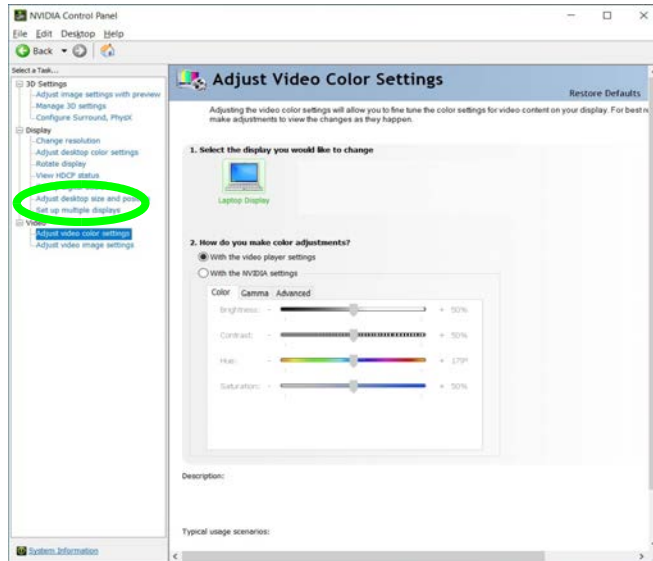 NVIDIA Control Panel
File Edit Desktop Help
Back
Select a Task...
3D Settings
Adjust image settings with preview
Manage 3D settings
Configure Surround, PhysX
Display
Change resolution
Adjust desktop color settings
Rotate display
View HDCP status
Adjust desktop size and
Set up multiple displays
Video
Adjust video color settings
Adjust video image settings
System Information
Adjust Video Color Settings
Restore Defaults
Adjusting the video color settings will allow you to fine tune the color settings for video content on your display. For best
make adjustments to view the changes as they happen.
1. Select the display you would like to change
Laptop Display
2. How do you make color adjustments?
With the video player settings
With the NVIDIA settings
Color Gamma Advanced
Brightness: - + 50%
Contrast: - + 50%
Hue: - + 179°
Saturation: - + 50%
Description:
Typical usage scenarios: